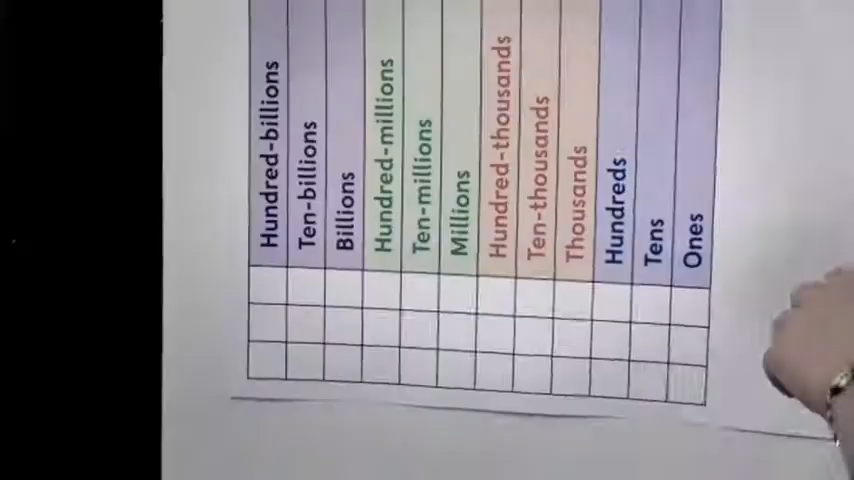 Hundred-billions
Ten-billions
Billions
Hundred-millions
Ten-millions
Millions
Hundred-thousands
Ten-thousands
Thousands
Hundreds
Tens
Ones